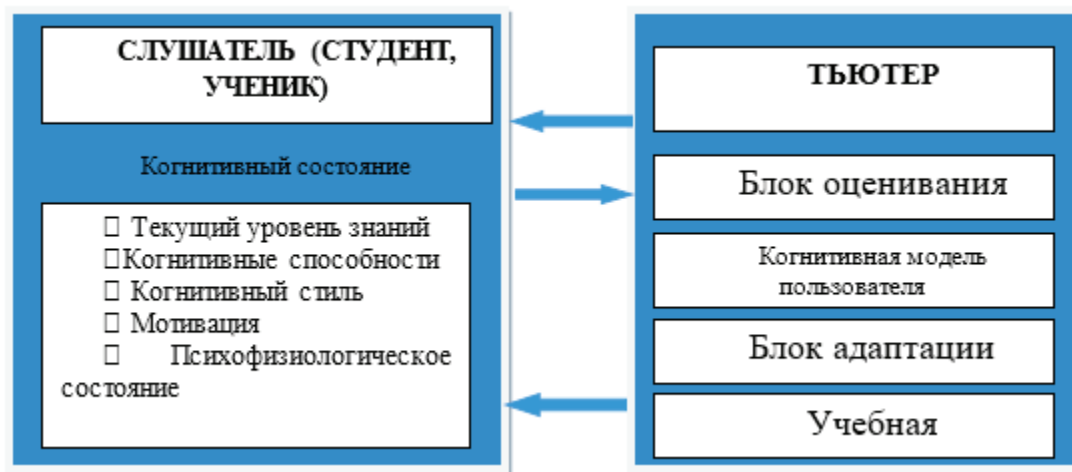 СЛУШАТЕЛЬ (СТУДЕНТ,
УЧЕНИК)
Когнитивный состояние
□ Текущий уровень знаний
□Когнитивные способности
□ Когнитивный стиль
□ Мотивация
□ Психофизиологическое
состояние
ТЬЮТЕР
Блок оценивания
Когнитивная модель
пользователя
Блок адаптации
Учебная